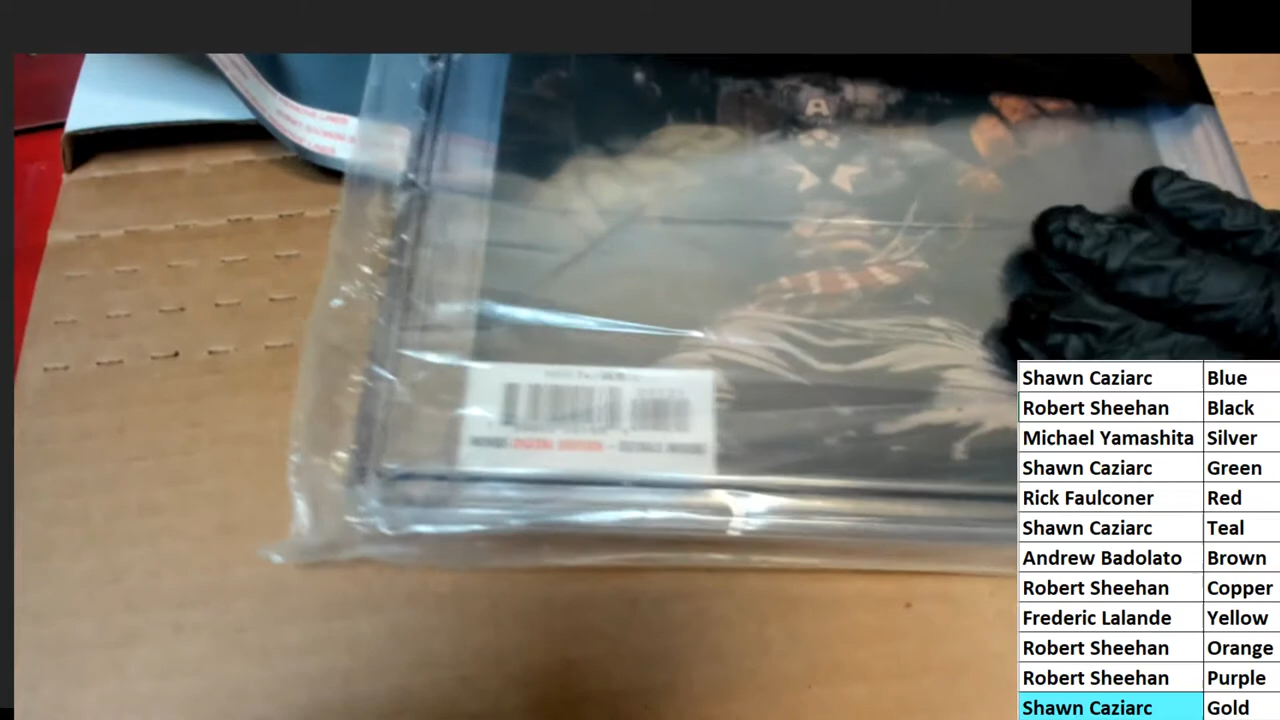 A
Shawn Caziarc Blue
Robert Sheehan Black
Michael Yamashita Silver
Shawn Caziarc Green
Rick Faulconer Red
Shawn Caziarc Teal
Andrew Badolato Brown
Robert Sheehan Copper
Frederic Lalande Yellow
Robert Sheehan Orange
Robert Sheehan Purple
Shawn Caziarc Gold